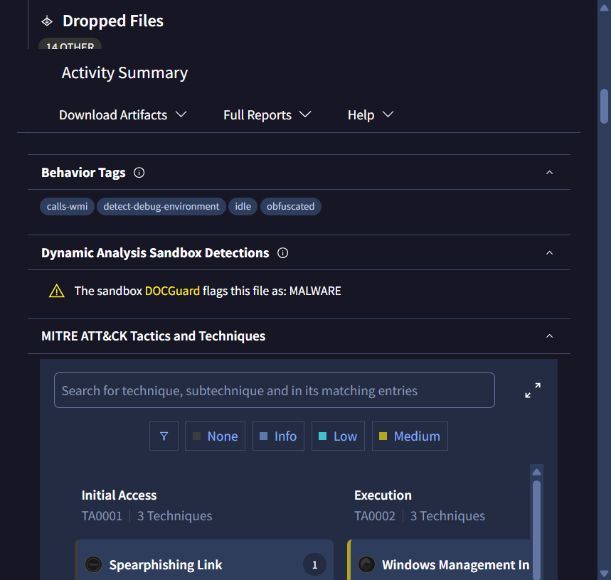 Dropped Files
14 OTHER
Activity Summary
Download Artifacts Full Reports Help
Behavior Tags
calls-wmi detect-debug-environment idle obfuscated
Dynamic Analysis Sandbox Detections
The sandbox DOCGuard flags this file as: MALWARE
MITRE ATT&CK Tactics and Techniques
Search for technique, subtechnique and in its matching entries
None Info Low Medium
Initial Access Execution
TA0001 3 Techniques TA0002 3 Techniques
Spearphishing Link 1 Windows Management In